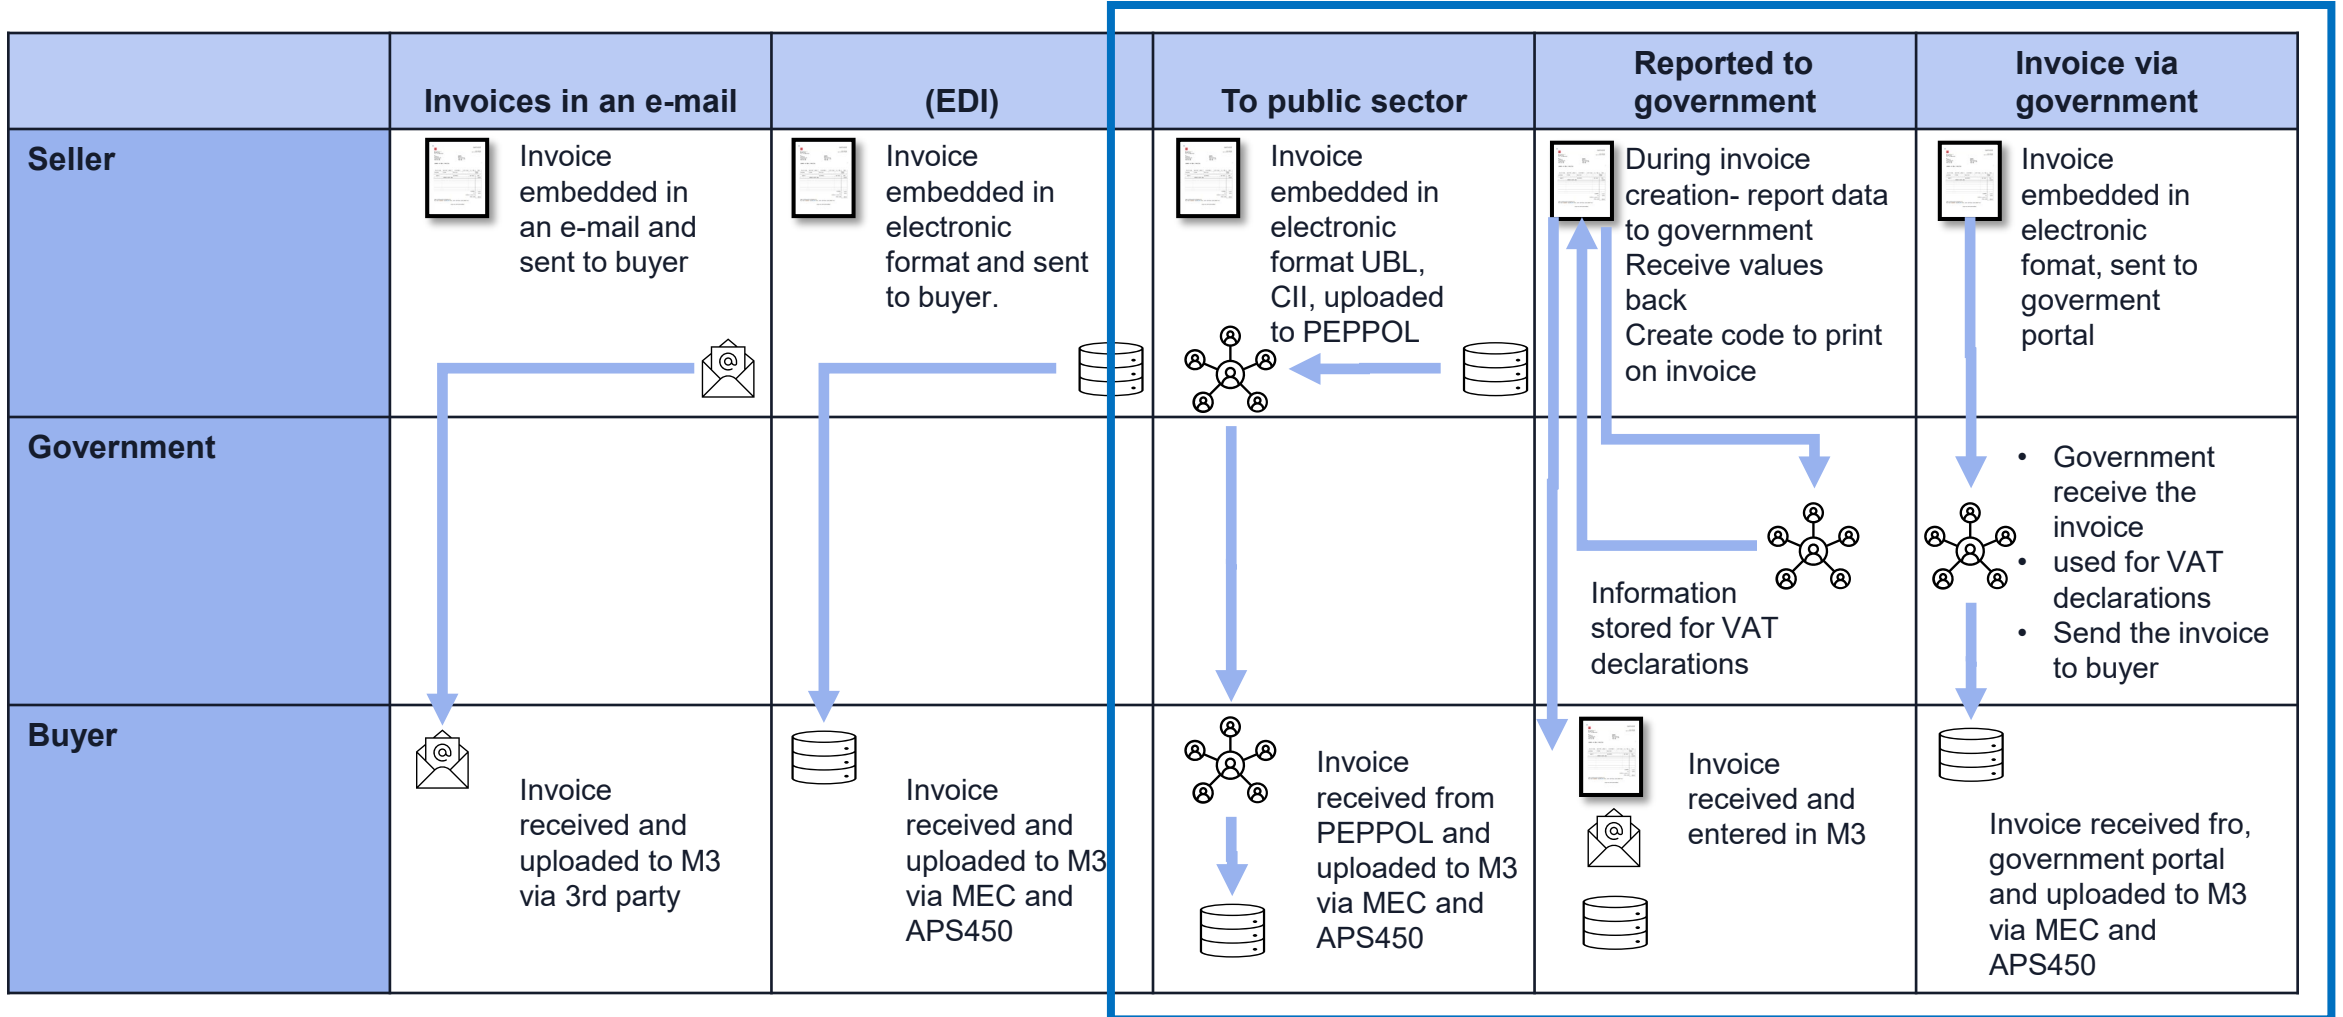 Invoices in an e-mail
(EDI)
To public sector
Reported to
government
Invoice via
government
Seller
Invoice
embedded in
an e-mail and
sent to buyer
Invoice
embedded in
electronic
format and sent
to buyer.
Invoice
embedded in
electronic
format UBL,
CII, uploaded
to PEPPOL
During invoice
creation- report data
to government
Receive values
back
Create code to print
on invoice
Invoice
embedded in
electronic
fomat, sent to
goverment
portal
Government
Information
stored for VAT
declarations
• Government
receive the
invoice
• used for VAT
declarations
• Send the invoice
to buyer
Buyer
Invoice
received and
uploaded to M3
via 3rd party
Invoice
received and
uploaded to M3
via MEC and
APS450
Invoice
received from
PEPPOL and
uploaded to M3
via MEC and
APS450
Invoice
received and
entered in M3
Invoice received fro,
government portal
and uploaded to M3
via MEC and
APS450